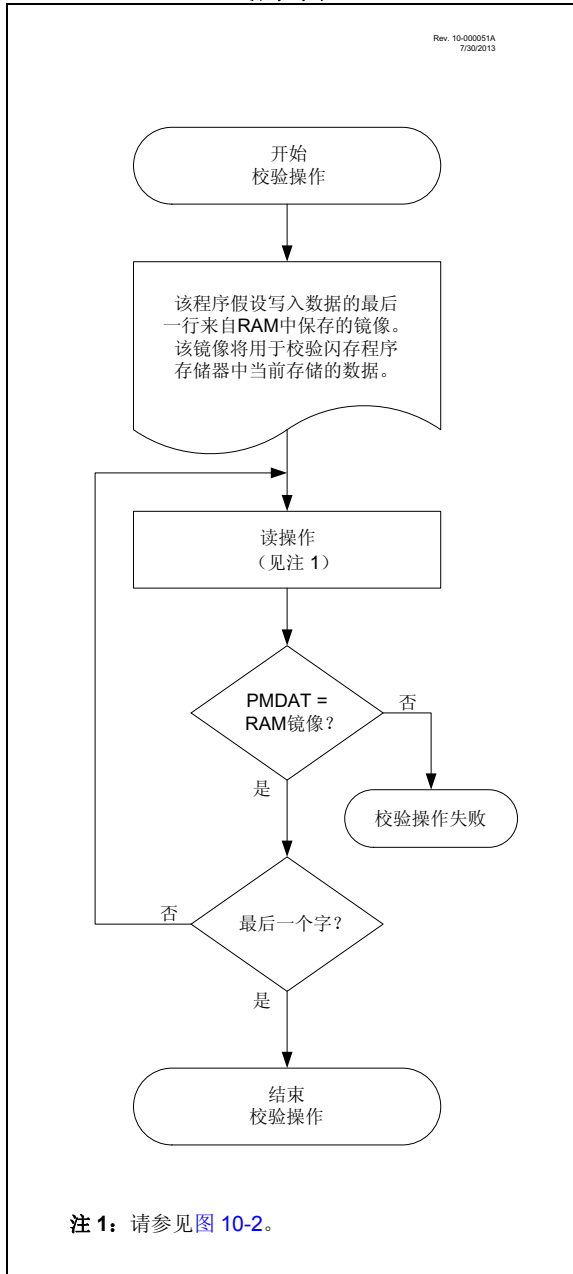 Rev. 10-000051A
7/30/2013
开始
校验操作
该程序假设写入数据的最后
一行来自RAM中保存的镜像。
该镜像将用于校验闪存程序
存储器中当前存储的数据。
读操作
（见注 1）
PMDAT =
RAM镜像？
否
是
校验操作失败
否
最后一个字？
是
结束
校验操作
注 1：请参见图 10-2。